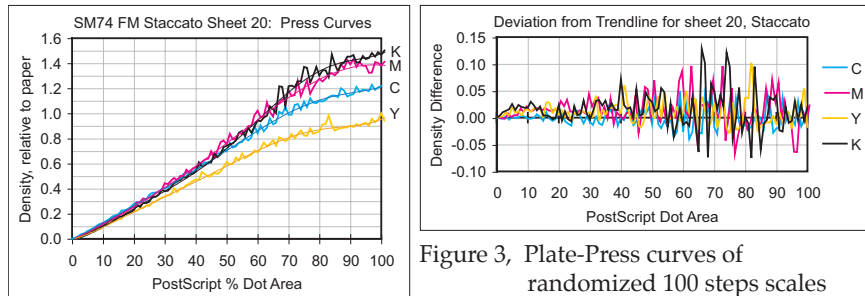 SM74 FM Staccato Sheet 20: Press Curves
Density, relative to paper
1.6
1.4
1.2
1.0
0.8
0.6
0.4
0.2
0.0
K
M
C
Y
0 10 20 30 40 50 60 70 80 90 100
PostScript % Dot Area
Deviation from Trendline for sheet 20, Staccato
Density Difference
0.15
0.10
0.05
0.00
-0.05
-0.10
0 10 20 30 40 50 60 70 80 90 100
PostScript Dot Area
C
M
Y
K
Figure 3, Plate-Press curves of
randomized 100 steps scales